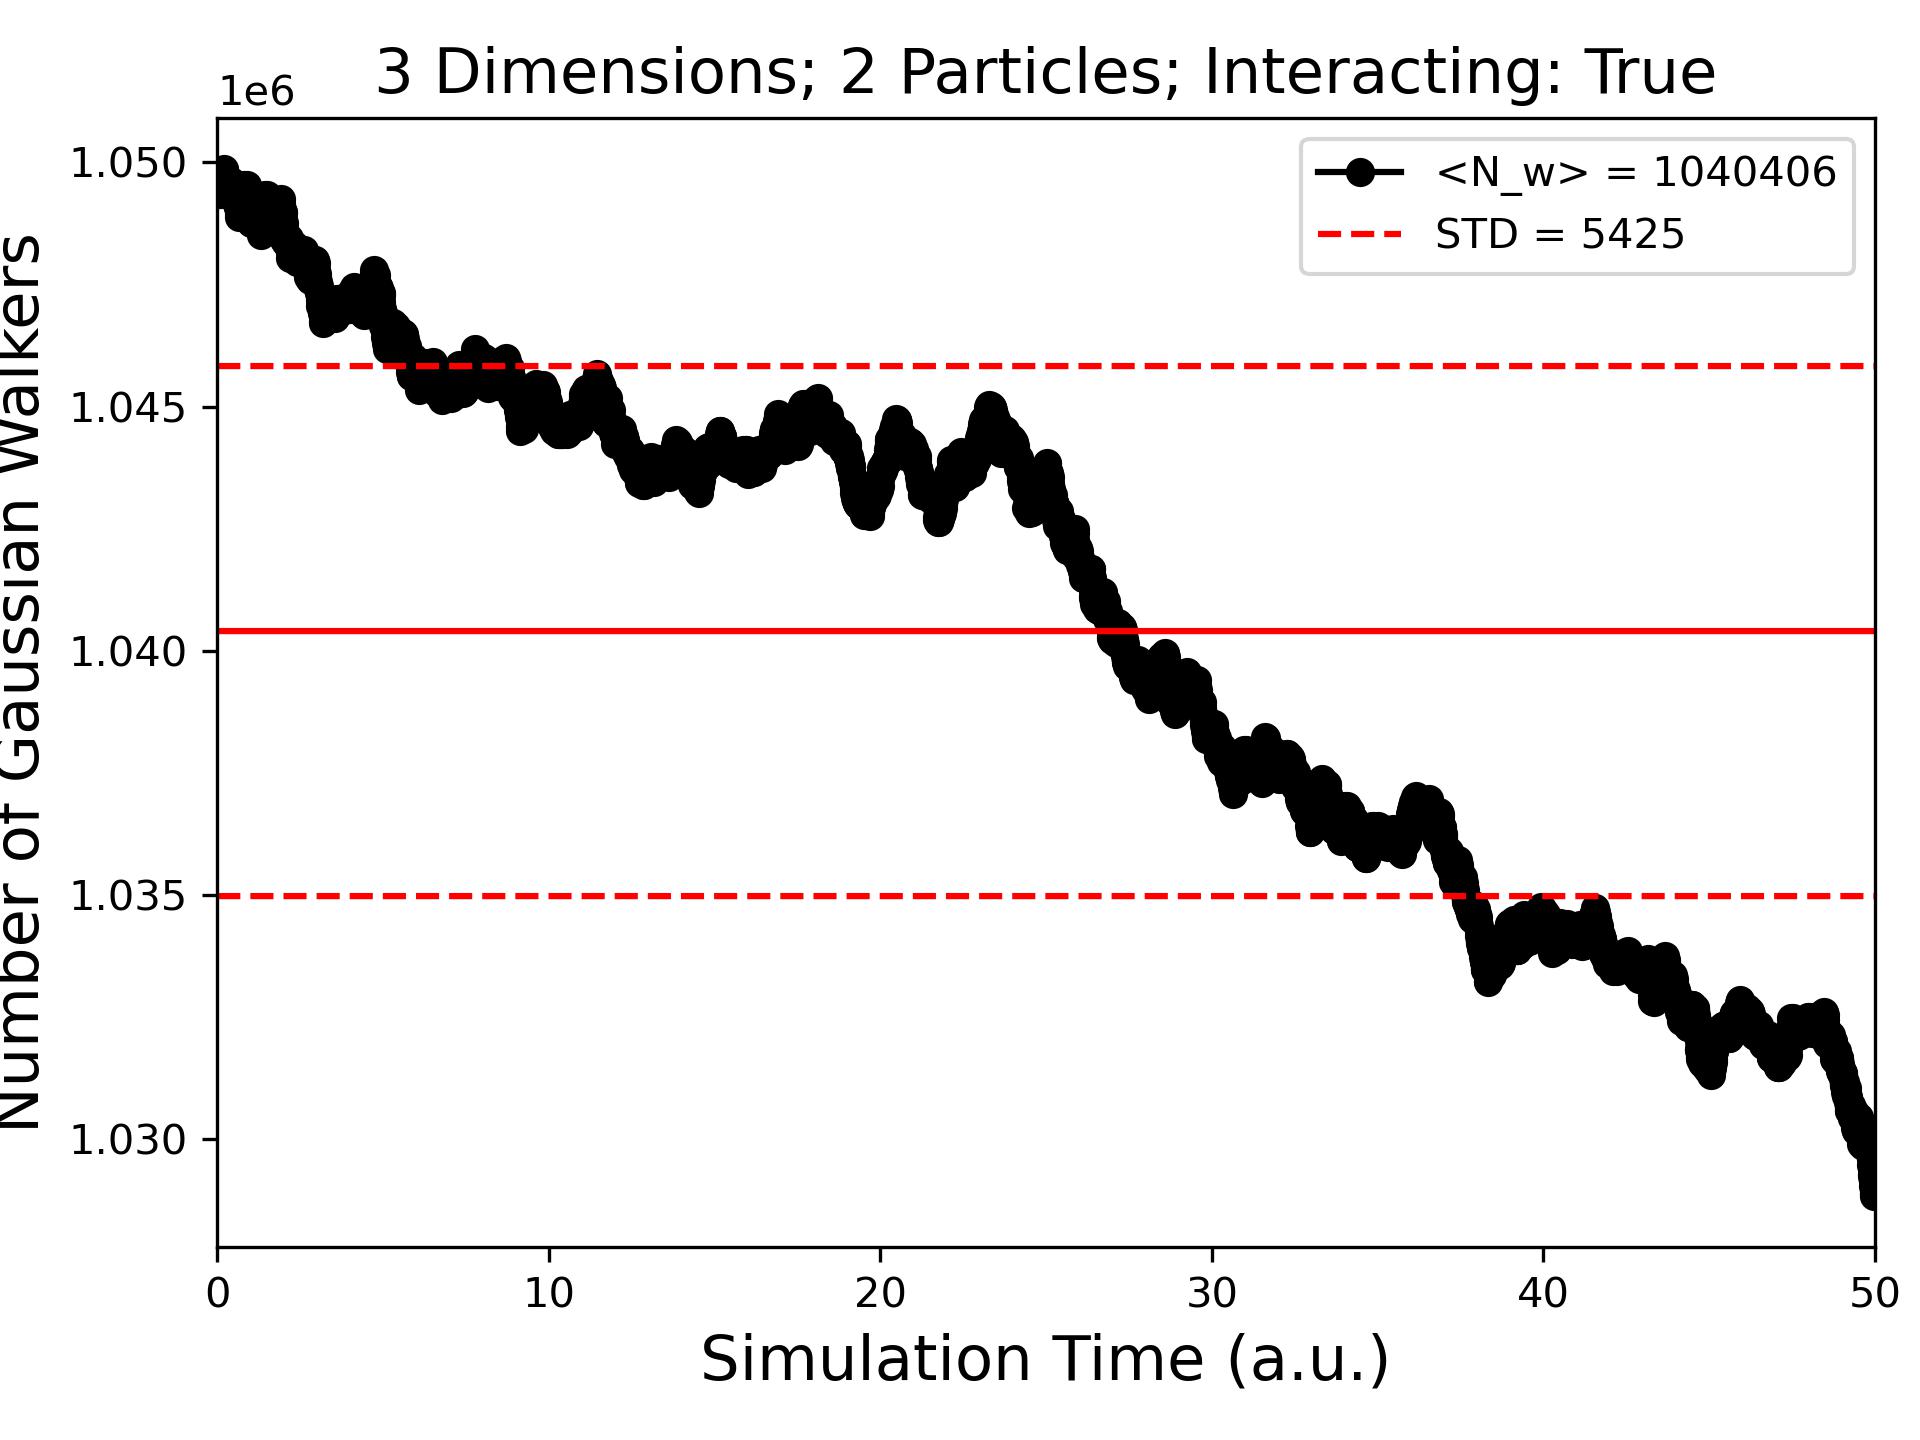 3 Dimensions; 2 Particles; Interacting: True
1e6
<N_w> = 1040406
STD = 5425
1.050
1.045
1.040
1.035
1.030
Number of Gaussian Walkers
0 10 20 30 40 50
Simulation Time (a.u.)